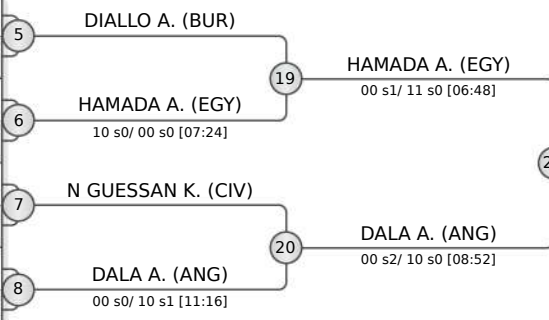 5
DIALLO A. (BUR)
19
HAMADA A. (EGY)
00 s1/ 11 s0 [06:48]
6
HAMADA A. (EGY)
10 s0/ 00 s0 [07:24]
7
N GUESSAN K. (CIV)
20
DALA A. (ANG)
00 s2/ 10 s0 [08:52]
8
DALA A. (ANG)
00 s0/ 10 s1 [11:16]